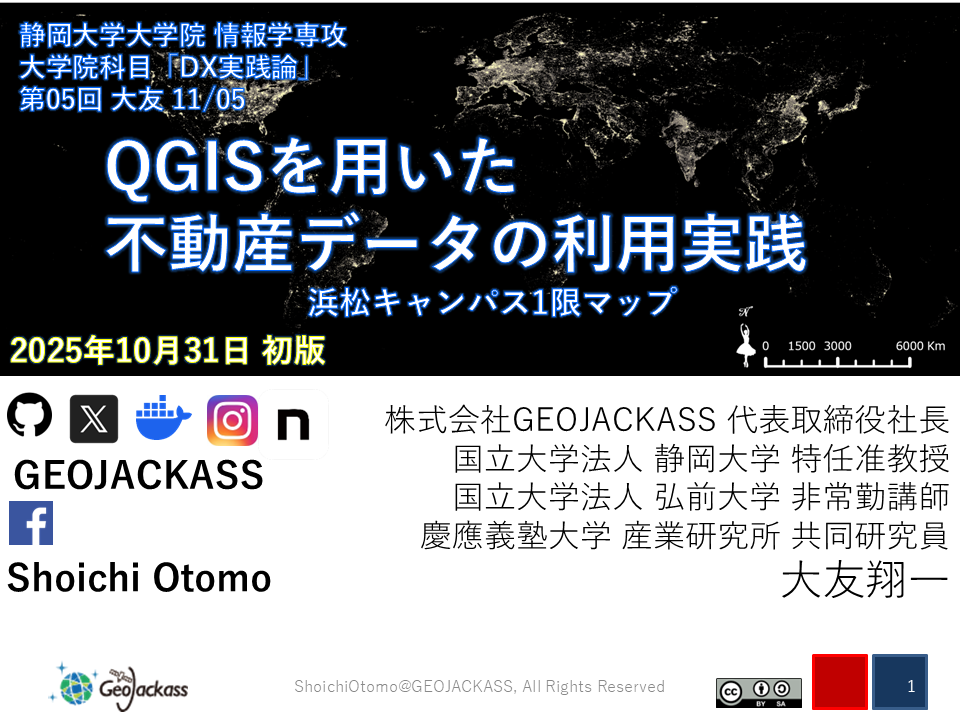 静岡大学大学院 情報学専攻
大学院科目「DX実践論」
第05回 大友 11/05
QGISを用いた
不動産データの利用実践
浜松キャンパス1限マップ
2025年10月31日 初版
N
0 1500 3000 6000 Km
GEOJACKASS
Shoichi Otomo
株式会社GEOJACKASS 代表取締役社長
国立大学法人 静岡大学 特任准教授
国立大学法人 弘前大学 非常勤講師
慶應義塾大学 産業研究所 共同研究員
大友翔一
GeoJackass
ShoichiOtomo@GEOJACKASS, All Rights Reserved
cc BY SA
1